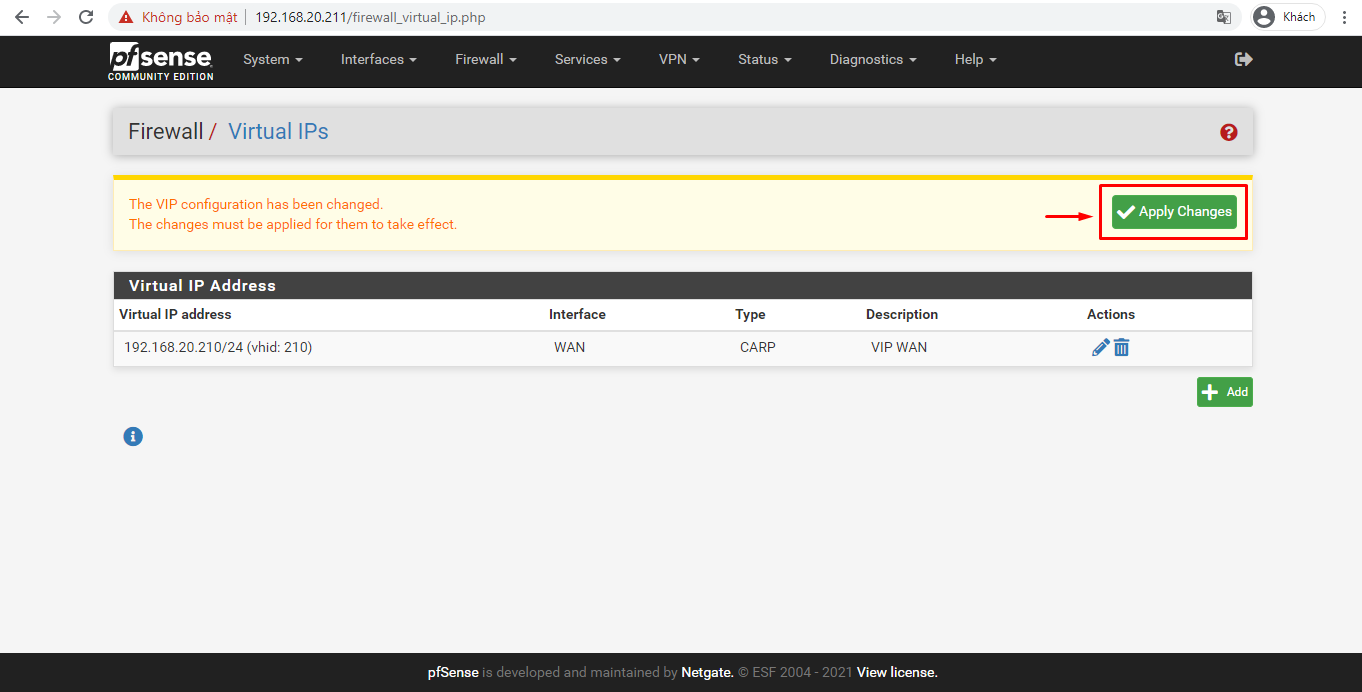 Không bảo mật 192.168.20.211/firewall_virtual_ip.php Khách
pfsense System Interfaces Firewall Services VPN Status Diagnostics Help
COMMUNITY EDITION
Firewall / Virtual IPs
The VIP configuration has been changed.
The changes must be applied for them to take effect.
Apply Changes
Virtual IP Address
Virtual IP address Interface Type Description Actions
192.168.20.210/24 (vhid: 210) WAN CARP VIP WAN
Add
pfSense is developed and maintained by Netgate. © ESF 2004 - 2021 View license.